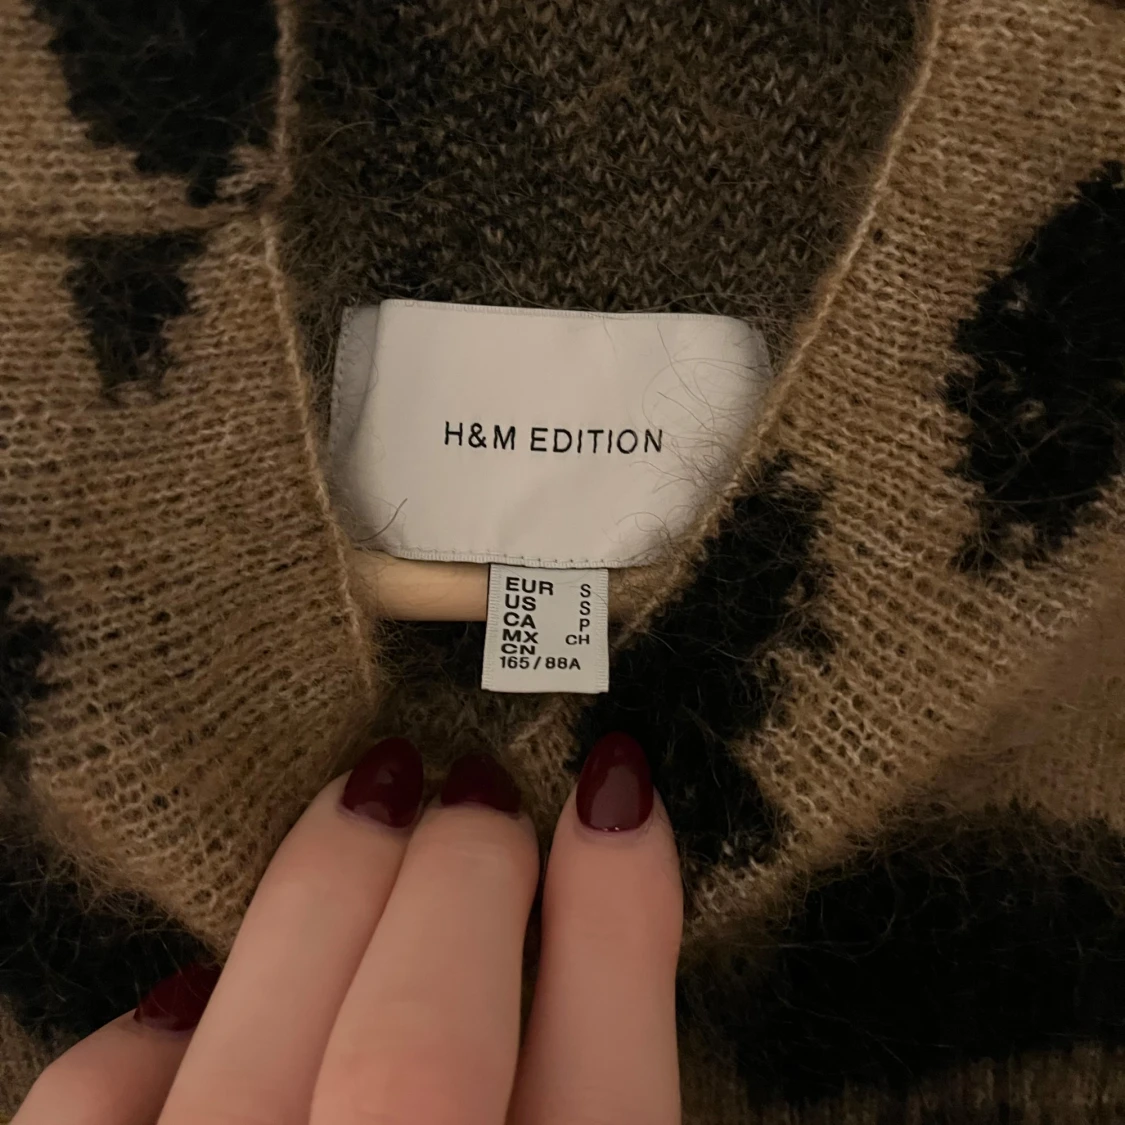 H&M EDITION
EUR S
US S
CA P
MX CH
CN
165/88A